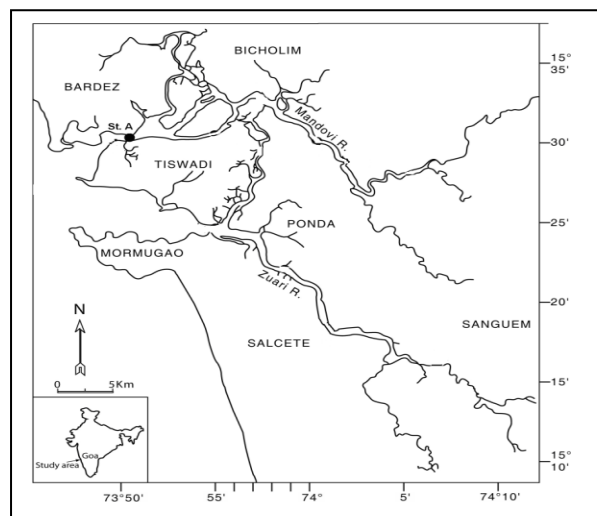 BICHOLIM
15°
35'
BARDEZ
St. A
Mandovi R.
30'
TISWADI
25'
PONDA
MORMUGAO
Zuari R.
20'
N
SANGUEM
SALCETE
0 5Km
15'
Goa
Study area
15°
10'
73°50' 55' 74° 5' 74°10'